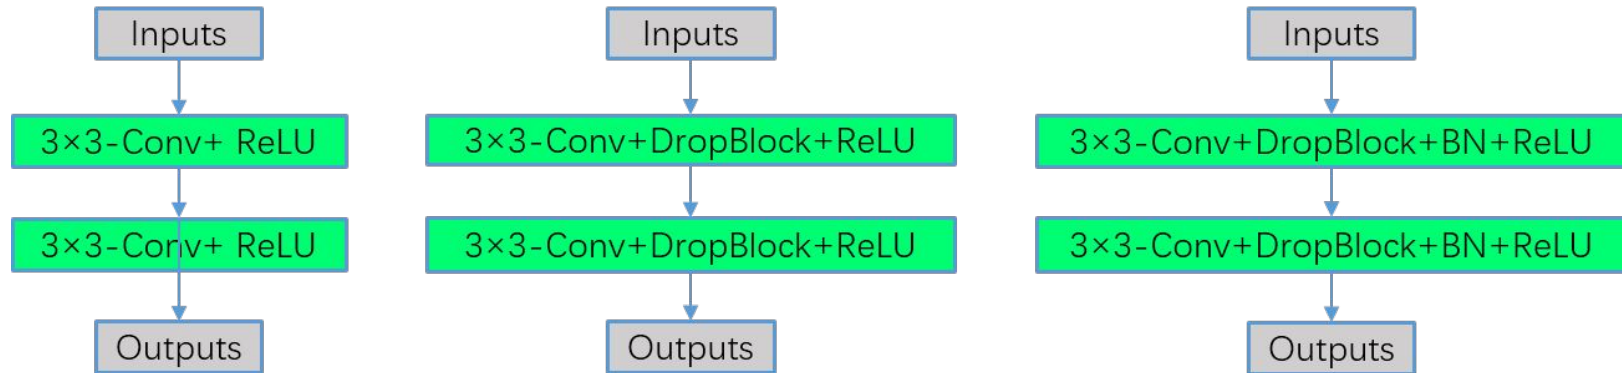 Inputs
3×3-Conv+ ReLU
3×3-Conv+ ReLU
Outputs
Inputs
3×3-Conv+DropBlock+ReLU
3×3-Conv+DropBlock+ReLU
Outputs
Inputs
3×3-Conv+DropBlock+BN+ReLU
3×3-Conv+DropBlock+BN+ReLU
Outputs